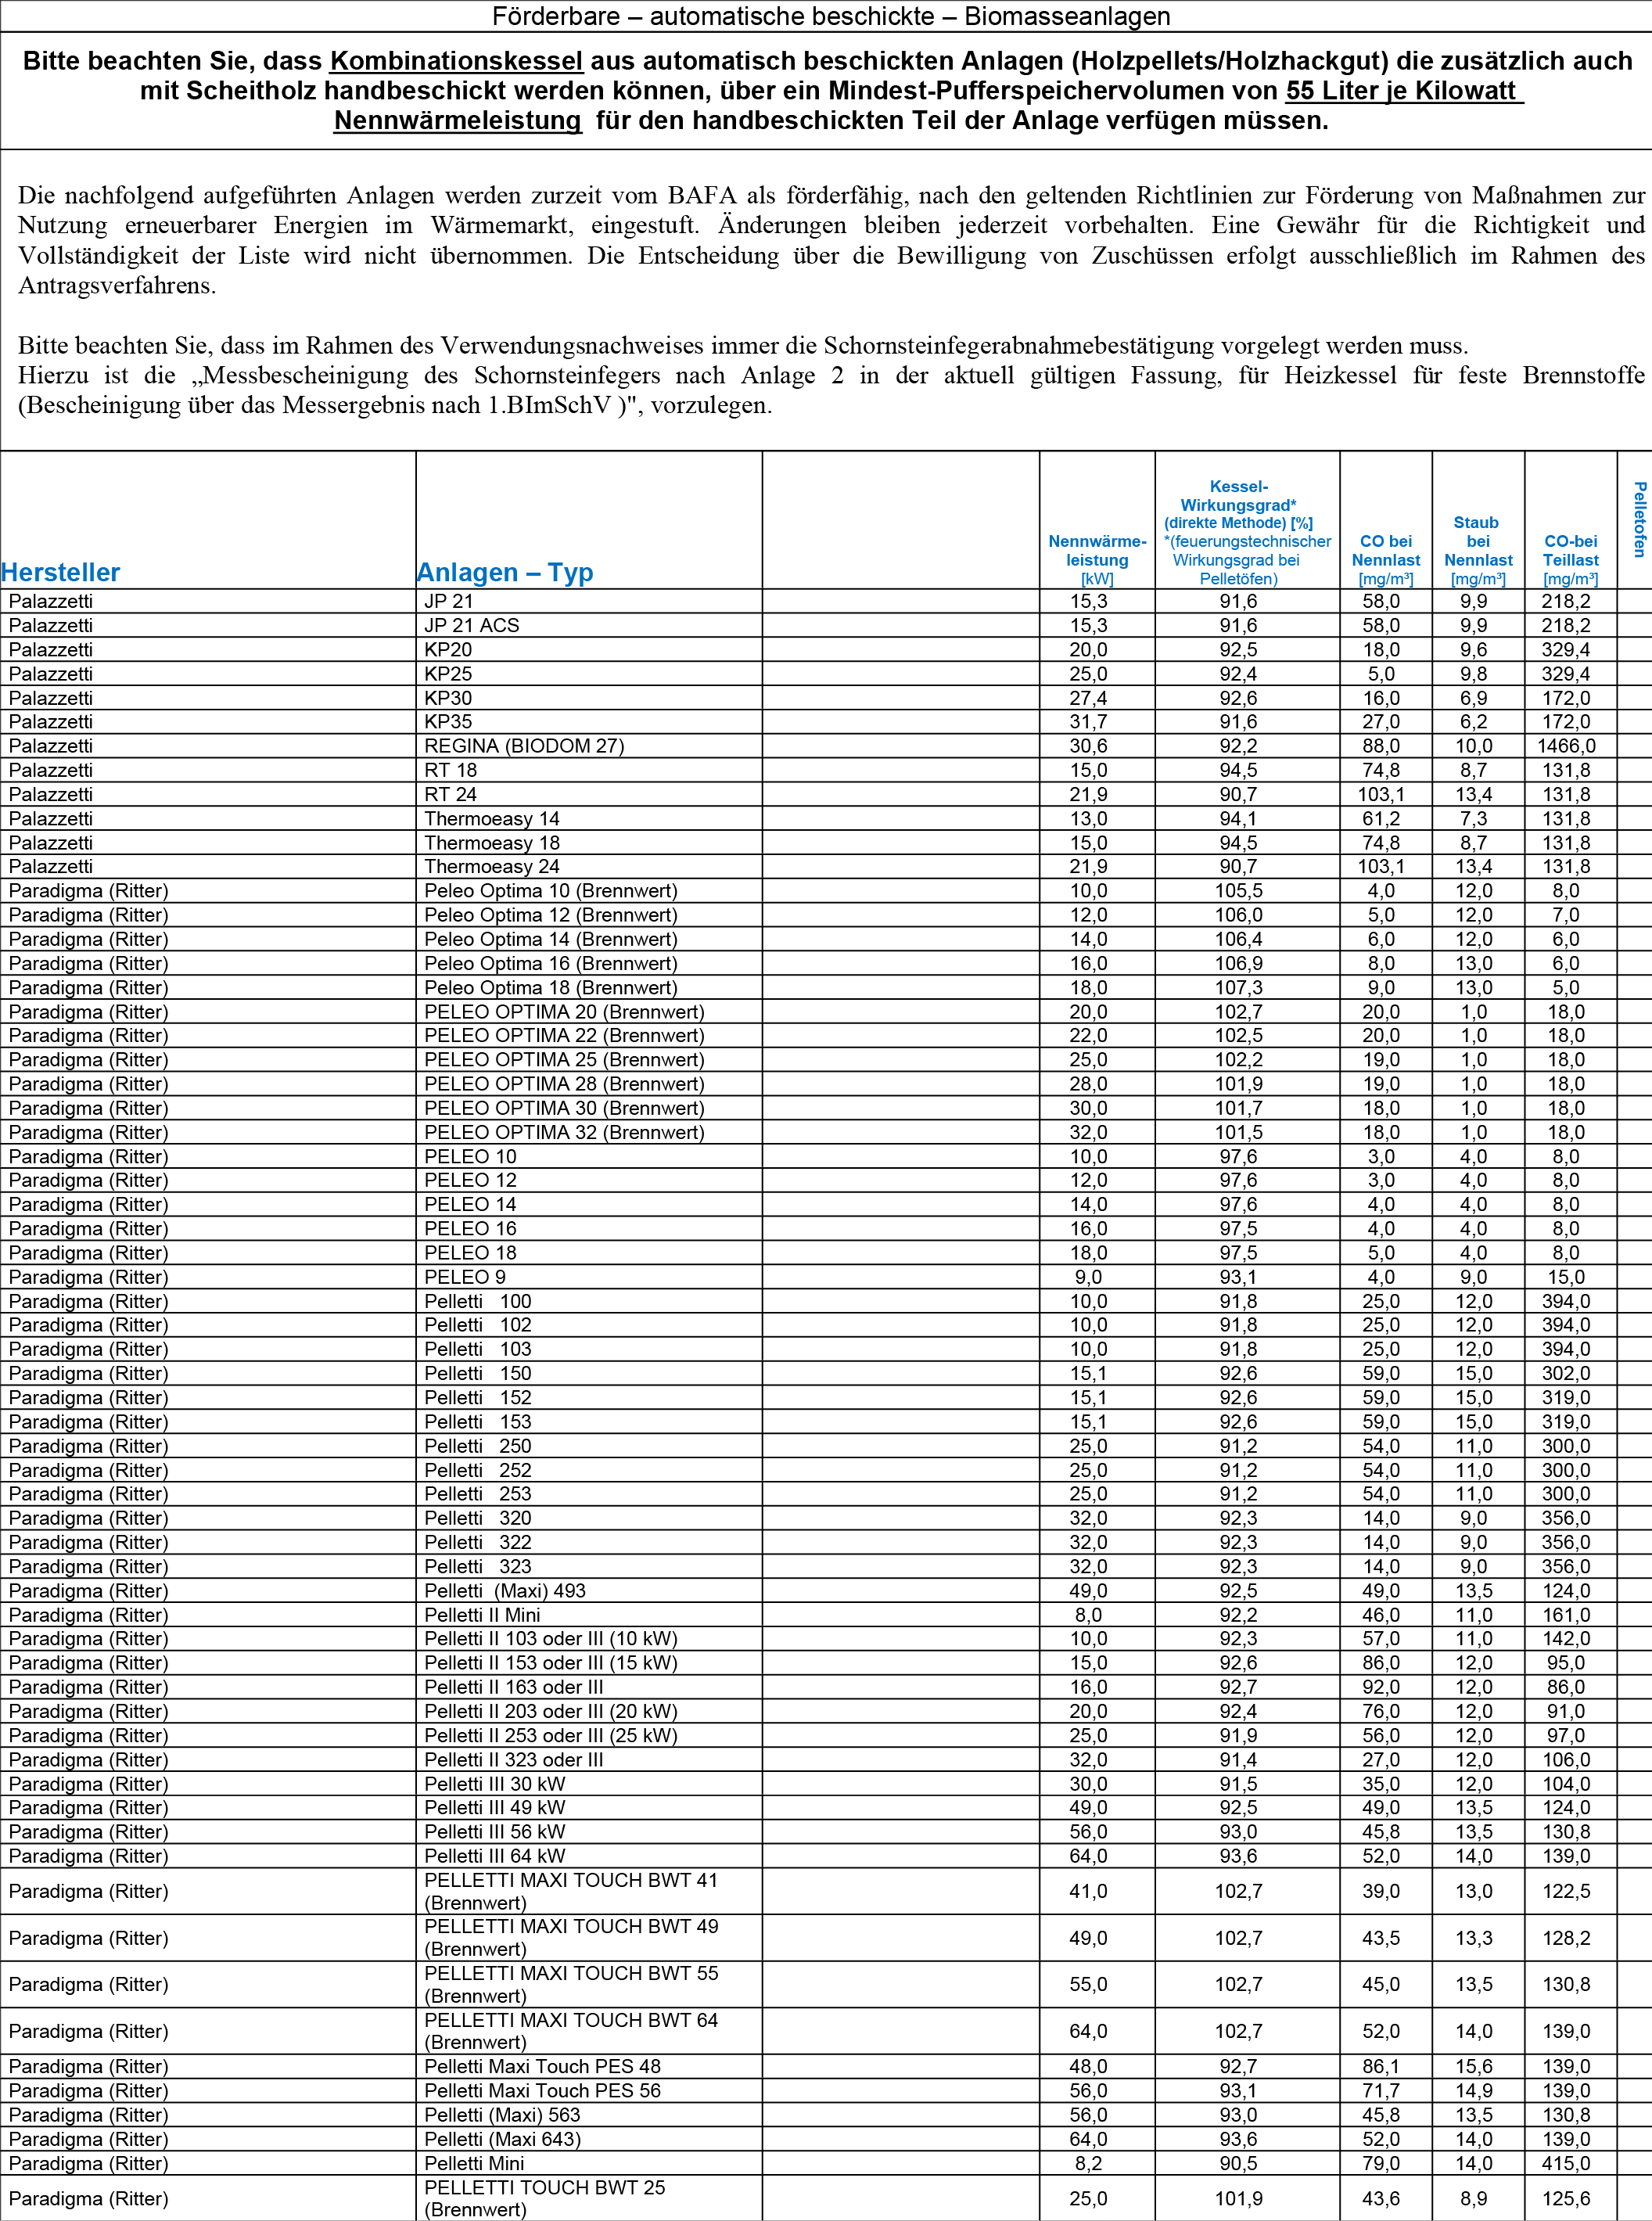 Förderbare – automatische beschickte – Biomasseanlagen
Bitte beachten Sie, dass Kombinationskessel aus automatisch beschickten Anlagen (Holzpellets/Holzhackgut) die zusätzlich auch
mit Scheitholz handbeschickt werden können, über ein Mindest-Pufferspeichervolumen von 55 Liter je Kilowatt
Nennwärmeleistung für den handbeschickten Teil der Anlage verfügen müssen.
Die nachfolgend aufgeführten Anlagen werden zurzeit vom BAFA als förderfähig, nach den geltenden Richtlinien zur Förderung von Maßnahmen zur
Nutzung erneuerbarer Energien im Wärmemarkt, eingestuft. Änderungen bleiben jederzeit vorbehalten. Eine Gewähr für die Richtigkeit und
Vollständigkeit der Liste wird nicht übernommen. Die Entscheidung über die Bewilligung von Zuschüssen erfolgt ausschließlich im Rahmen des
Antragsverfahrens.
Bitte beachten Sie, dass im Rahmen des Verwendungsnachweises immer die Schornsteinfegerabnahmebestätigung vorgelegt werden muss.
Hierzu ist die „Messbescheinigung des Schornsteinfegers nach Anlage 2 in der aktuell gültigen Fassung, für Heizkessel für feste Brennstoffe
(Bescheinigung über das Messergebnis nach 1.BImSchV )", vorzulegen.
Hersteller
Anlagen – Typ
Nennwärme-
leistung
[kW]
Kessel-
Wirkungsgrad*
(direkte Methode) [%]
*(feuerungstechnischer
Wirkungsgrad bei
Pelletöfen)
CO bei
Nennlast
[mg/m³]
Staub
bei
Nennlast
[mg/m³]
CO-bei
Teillast
[mg/m³]
Pelletofen
Palazzetti JP 21 15,3 91,6 58,0 9,9 218,2
Palazzetti JP 21 ACS 15,3 91,6 58,0 9,9 218,2
Palazzetti KP20 20,0 92,5 18,0 9,6 329,4
Palazzetti KP25 25,0 92,4 5,0 9,8 329,4
Palazzetti KP30 27,4 92,6 16,0 6,9 172,0
Palazzetti KP35 31,7 91,6 27,0 6,2 172,0
Palazzetti REGINA (BIODOM 27) 30,6 92,2 88,0 10,0 1466,0
Palazzetti RT 18 15,0 94,5 74,8 8,7 131,8
Palazzetti RT 24 21,9 90,7 103,1 13,4 131,8
Palazzetti Thermoeasy 14 13,0 94,1 61,2 7,3 131,8
Palazzetti Thermoeasy 18 15,0 94,5 74,8 8,7 131,8
Palazzetti Thermoeasy 24 21,9 90,7 103,1 13,4 131,8
Paradigma (Ritter) Peleo Optima 10 (Brennwert) 10,0 105,5 4,0 12,0 8,0
Paradigma (Ritter) Peleo Optima 12 (Brennwert) 12,0 106,0 5,0 12,0 7,0
Paradigma (Ritter) Peleo Optima 14 (Brennwert) 14,0 106,4 6,0 12,0 6,0
Paradigma (Ritter) Peleo Optima 16 (Brennwert) 16,0 106,9 8,0 13,0 6,0
Paradigma (Ritter) Peleo Optima 18 (Brennwert) 18,0 107,3 9,0 13,0 5,0
Paradigma (Ritter) PELEO OPTIMA 20 (Brennwert) 20,0 102,7 20,0 1,0 18,0
Paradigma (Ritter) PELEO OPTIMA 22 (Brennwert) 22,0 102,5 20,0 1,0 18,0
Paradigma (Ritter) PELEO OPTIMA 25 (Brennwert) 25,0 102,2 19,0 1,0 18,0
Paradigma (Ritter) PELEO OPTIMA 28 (Brennwert) 28,0 101,9 19,0 1,0 18,0
Paradigma (Ritter) PELEO OPTIMA 30 (Brennwert) 30,0 101,7 18,0 1,0 18,0
Paradigma (Ritter) PELEO OPTIMA 32 (Brennwert) 32,0 101,5 18,0 1,0 18,0
Paradigma (Ritter) PELEO 10 10,0 97,6 3,0 4,0 8,0
Paradigma (Ritter) PELEO 12 12,0 97,6 3,0 4,0 8,0
Paradigma (Ritter) PELEO 14 14,0 97,6 4,0 4,0 8,0
Paradigma (Ritter) PELEO 16 16,0 97,5 4,0 4,0 8,0
Paradigma (Ritter) PELEO 18 18,0 97,5 5,0 4,0 8,0
Paradigma (Ritter) PELEO 9 9,0 93,1 4,0 9,0 15,0
Paradigma (Ritter) Pelletti 100 10,0 91,8 25,0 12,0 394,0
Paradigma (Ritter) Pelletti 102 10,0 91,8 25,0 12,0 394,0
Paradigma (Ritter) Pelletti 103 10,0 91,8 25,0 12,0 394,0
Paradigma (Ritter) Pelletti 150 15,1 92,6 59,0 15,0 302,0
Paradigma (Ritter) Pelletti 152 15,1 92,6 59,0 15,0 319,0
Paradigma (Ritter) Pelletti 153 15,1 92,6 59,0 15,0 319,0
Paradigma (Ritter) Pelletti 250 25,0 91,2 54,0 11,0 300,0
Paradigma (Ritter) Pelletti 252 25,0 91,2 54,0 11,0 300,0
Paradigma (Ritter) Pelletti 253 25,0 91,2 54,0 11,0 300,0
Paradigma (Ritter) Pelletti 320 32,0 92,3 14,0 9,0 356,0
Paradigma (Ritter) Pelletti 322 32,0 92,3 14,0 9,0 356,0
Paradigma (Ritter) Pelletti 323 32,0 92,3 14,0 9,0 356,0
Paradigma (Ritter) Pelletti (Maxi) 493 49,0 92,5 49,0 13,5 124,0
Paradigma (Ritter) Pelletti II Mini 8,0 92,2 46,0 11,0 161,0
Paradigma (Ritter) Pelletti II 103 oder III (10 kW) 10,0 92,3 57,0 11,0 142,0
Paradigma (Ritter) Pelletti II 153 oder III (15 kW) 15,0 92,6 86,0 12,0 95,0
Paradigma (Ritter) Pelletti II 163 oder III 16,0 92,7 92,0 12,0 86,0
Paradigma (Ritter) Pelletti II 203 oder III (20 kW) 20,0 92,4 76,0 12,0 91,0
Paradigma (Ritter) Pelletti II 253 oder III (25 kW) 25,0 91,9 56,0 12,0 97,0
Paradigma (Ritter) Pelletti II 323 oder III 32,0 91,4 27,0 12,0 106,0
Paradigma (Ritter) Pelletti III 30 kW 30,0 91,5 35,0 12,0 104,0
Paradigma (Ritter) Pelletti III 49 kW 49,0 92,5 49,0 13,5 124,0
Paradigma (Ritter) Pelletti III 56 kW 56,0 93,0 45,8 13,5 130,8
Paradigma (Ritter) Pelletti III 64 kW 64,0 93,6 52,0 14,0 139,0
PELLETTI MAXI TOUCH BWT 41
Paradigma (Ritter) (Brennwert) 41,0 102,7 39,0 13,0 122,5
PELLETTI MAXI TOUCH BWT 49
Paradigma (Ritter) (Brennwert) 49,0 102,7 43,5 13,3 128,2
PELLETTI MAXI TOUCH BWT 55
Paradigma (Ritter) (Brennwert) 55,0 102,7 45,0 13,5 130,8
PELLETTI MAXI TOUCH BWT 64
Paradigma (Ritter) (Brennwert) 64,0 102,7 52,0 14,0 139,0
Paradigma (Ritter) Pelletti Maxi Touch PES 48 48,0 92,7 86,1 15,6 139,0
Paradigma (Ritter) Pelletti Maxi Touch PES 56 56,0 93,1 71,7 14,9 139,0
Paradigma (Ritter) Pelletti (Maxi) 563 56,0 93,0 45,8 13,5 130,8
Paradigma (Ritter) Pelletti (Maxi 643) 64,0 93,6 52,0 14,0 139,0
Paradigma (Ritter) Pelletti Mini 8,2 90,5 79,0 14,0 415,0
PELLETTI TOUCH BWT 25
Paradigma (Ritter) (Brennwert) 25,0 101,9 43,6 8,9 125,6